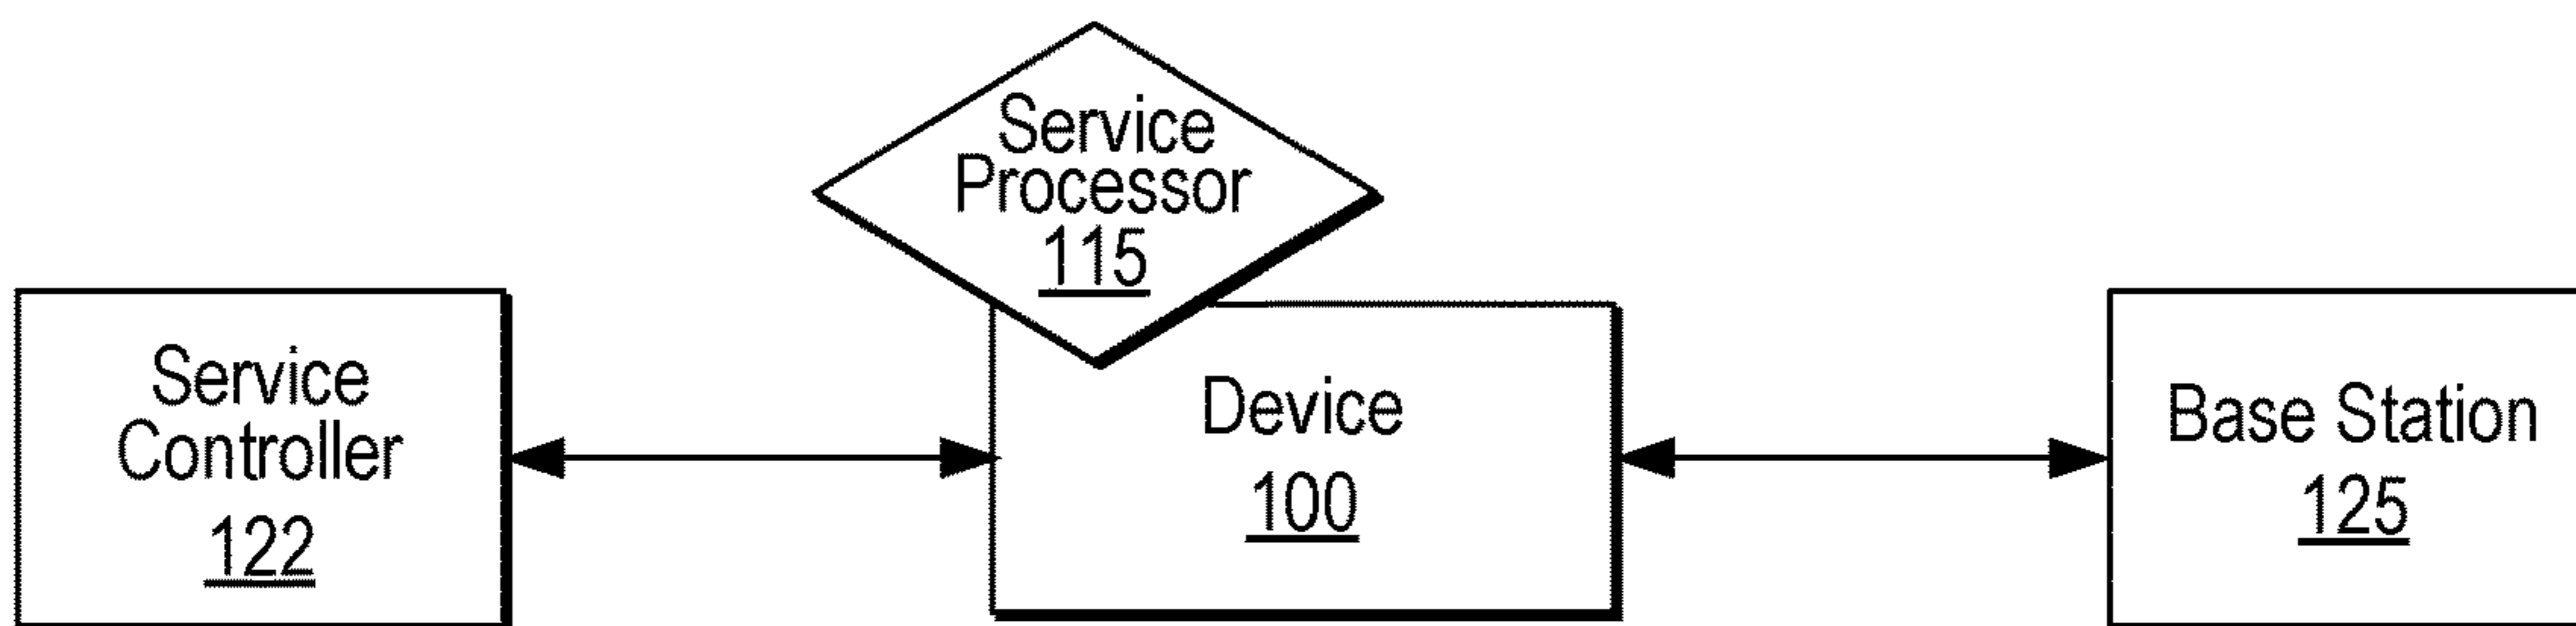 Service
Processor
115
Service
Controller
122
Device
100
Base Station
125